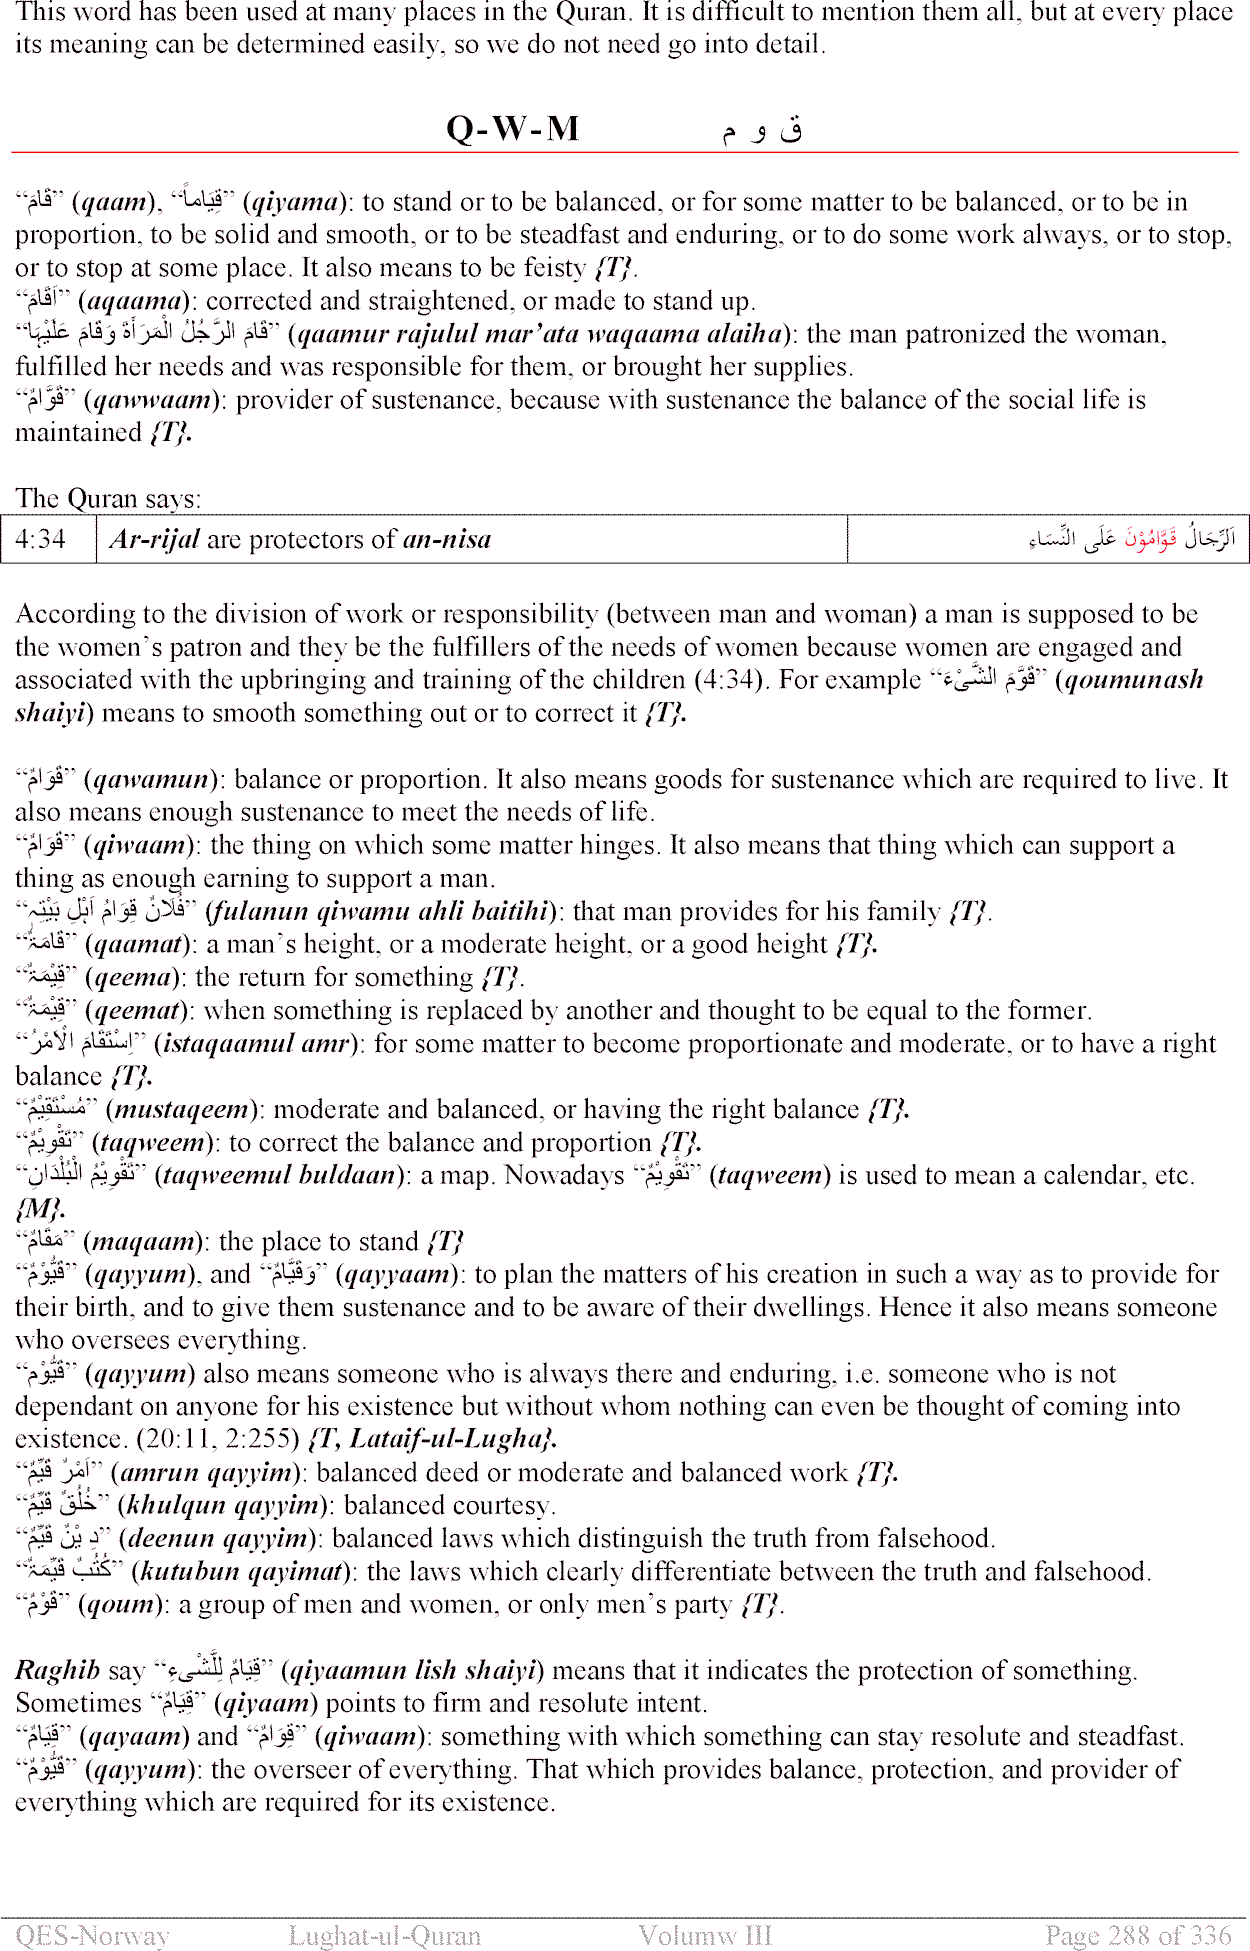 This word has been used at many places in the Quran. It is difficult to mention them all, but at every place
its meaning can be determined easily, so we do not need go into detail.
Q-W-M ق و م
“قَامَ” (qaam), “قِيَاماً” (qiyama): to stand or to be balanced, or for some matter to be balanced, or to be in
proportion, to be solid and smooth, or to be steadfast and enduring, or to do some work always, or to stop,
or to stop at some place. It also means to be feisty {T}.
“اَقَامَ” (aqaama): corrected and straightened, or made to stand up.
“قَامَ الرَّجُلُ الْمَرأَةَ وَقَامَ عَلَيْہَا” (qaamur rajulul mar’ata waqaama alaiha): the man patronized the woman,
fulfilled her needs and was responsible for them, or brought her supplies.
“قَوَّامٌ” (qawwaam): provider of sustenance, because with sustenance the balance of the social life is
maintained {T}.
The Quran says:
4:34 Ar-rijal are protectors of an-nisa اَلرِّجَالُ قَوَّامُوْنَ عَلَى النِّسَاءِ
According to the division of work or responsibility (between man and woman) a man is supposed to be
the women’s patron and they be the fulfillers of the needs of women because women are engaged and
associated with the upbringing and training of the children (4:34). For example “قَوَّمَ الشَّیْءَ” (qoumunash
shaiyi) means to smooth something out or to correct it {T}.
“قَوَامٌ” (qawamun): balance or proportion. It also means goods for sustenance which are required to live. It
also means enough sustenance to meet the needs of life.
“قَوَامٌ” (qiwaam): the thing on which some matter hinges. It also means that thing which can support a
thing as enough earning to support a man.
“فُلَانٌ قِوَامُ اَہْلِ بَيْتِہٖ” (fulanun qiwamu ahli baitihi): that man provides for his family {T}.
“قَامَۃٌ” (qaamat): a man’s height, or a moderate height, or a good height {T}.
“قِيْمَۃٌ” (qeema): the return for something {T}.
“قِيْمَۃٌ” (qeemat): when something is replaced by another and thought to be equal to the former.
“اِسْتَقَامَ الْاَمْرُ” (istaqaamul amr): for some matter to become proportionate and moderate, or to have a right
balance {T}.
“مُسْتَقِيْمٌ” (mustaqeem): moderate and balanced, or having the right balance {T}.
“تَقْوِيْمٌ” (taqweem): to correct the balance and proportion {T}.
“تَقْوِيْمُ الْبُلْدَانِ” (taqweemul buldaan): a map. Nowadays “تَقْوِيْمٌ” (taqweem) is used to mean a calendar, etc.
{M}.
“مَقَامٌ” (maqaam): the place to stand {T}
“قَيُّوْمٌ” (qayyum), and “وَقَيَّامٌ” (qayyaam): to plan the matters of his creation in such a way as to provide for
their birth, and to give them sustenance and to be aware of their dwellings. Hence it also means someone
who oversees everything.
“قَيُّوْم” (qayyum) also means someone who is always there and enduring, i.e. someone who is not
dependant on anyone for his existence but without whom nothing can even be thought of coming into
existence. (20:11, 2:255) {T, Lataif-ul-Lugha}.
“اَمْرٌ قَيِّمٌ” (amrun qayyim): balanced deed or moderate and balanced work {T}.
“خُلُقٌ قَيِّمٌ” (khulqun qayyim): balanced courtesy.
“دِ يْنٌ قَيِّمٌ” (deenun qayyim): balanced laws which distinguish the truth from falsehood.
“كُتُبٌ قَيِّمَۃٌ” (kutubun qayimat): the laws which clearly differentiate between the truth and falsehood.
“قَوْمٌ” (qoum): a group of men and women, or only men’s party {T}.
Raghib say “قِيَامٌ لِلَّشْیءِ” (qiyaamun lish shaiyi) means that it indicates the protection of something.
Sometimes “قِيَامٌ” (qiyaam) points to firm and resolute intent.
“قِيَامٌ” (qayaam) and “قِوَامٌ” (qiwaam): something with which something can stay resolute and steadfast.
“قَيُّوْمٌ” (qayyum): the overseer of everything. That which provides balance, protection, and provider of
everything which are required for its existence.
QES-Norway Lughat-ul-Quran Volumw III Page 288 of 336